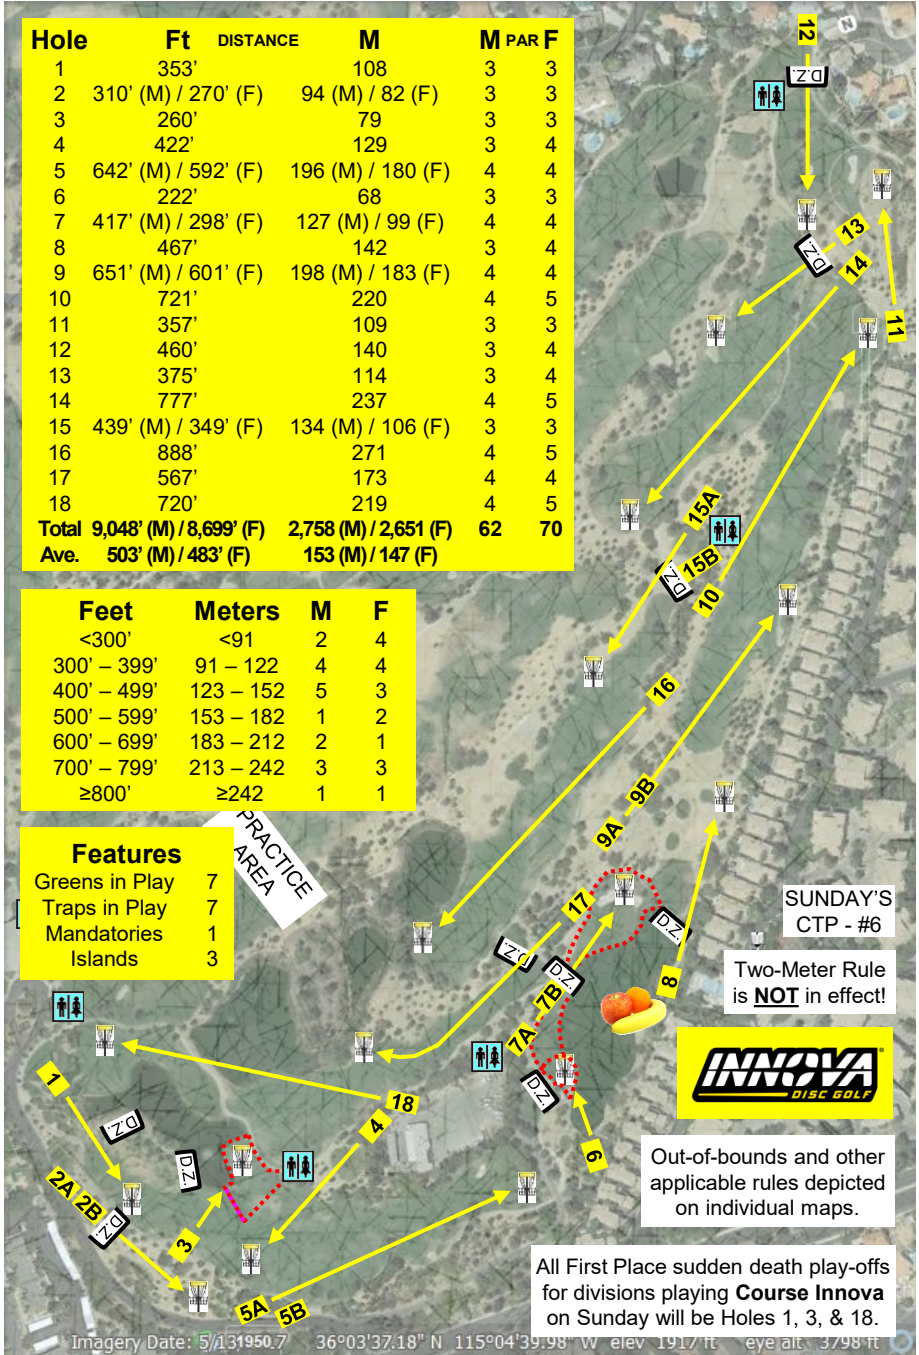 Hole Ft DISTANCE M M PAR F
1 353’ 108 3 3
2 310’ (M) / 270’ (F) 94 (M) / 82 (F) 3 3
3 260’ 79 3 3
4 422’ 129 3 4
5 642’ (M) / 592’ (F) 196 (M) / 180 (F) 4 4
6 222’ 68 3 3
7 417’ (M) / 298’ (F) 127 (M) / 99 (F) 4 4
8 467’ 142 3 4
9 651’ (M) / 601’ (F) 198 (M) / 183 (F) 4 4
10 721’ 220 4 5
11 357’ 109 3 3
12 460’ 140 3 4
13 375’ 114 3 4
14 777’ 237 4 5
15 439’ (M) / 349’ (F) 134 (M) / 106 (F) 3 3
16 888’ 271 4 5
17 567’ 173 4 4
18 720’ 219 4 5
Total 9,048’ (M) / 8,699’ (F) 2,758 (M) / 2,651 (F) 62 70
Ave. 503’ (M) / 483’ (F) 153 (M) / 147 (F)
12
D.Z.
13
D.Z.
14
11
15A
15B
D.Z.
10
Feet Meters M F
<300’ <91 2 4
300’ – 399’ 91 – 122 4 4
400’ – 499’ 123 – 152 5 3
500’ – 599’ 153 – 182 1 2
600’ – 699’ 183 – 212 2 1
700’ – 799’ 213 – 242 3 3
≥800’ ≥242 1 1
16
9B
9A
PRACTICE
AREA
Features
Greens in Play 7
Traps in Play 7
Mandatories 1
Islands 3
17
D.Z.
D.Z.
D.Z.
7B
7A
8
SUNDAY’S
CTP - #6
Two-Meter Rule
is NOT in effect!
INNOVA
DISC GOLF
1
18
4
D.Z.
D.Z.
D.Z.
6
2A
2B
D.Z.
3
5A
5B
Out-of-bounds and other
applicable rules depicted
on individual maps.
All First Place sudden death play-offs
for divisions playing Course Innova
on Sunday will be Holes 1, 3, & 18.
36°03'37.18" N 115°04'39.98" W elev 1917 ft eye alt 3798 ft
Imagery Date:
1950